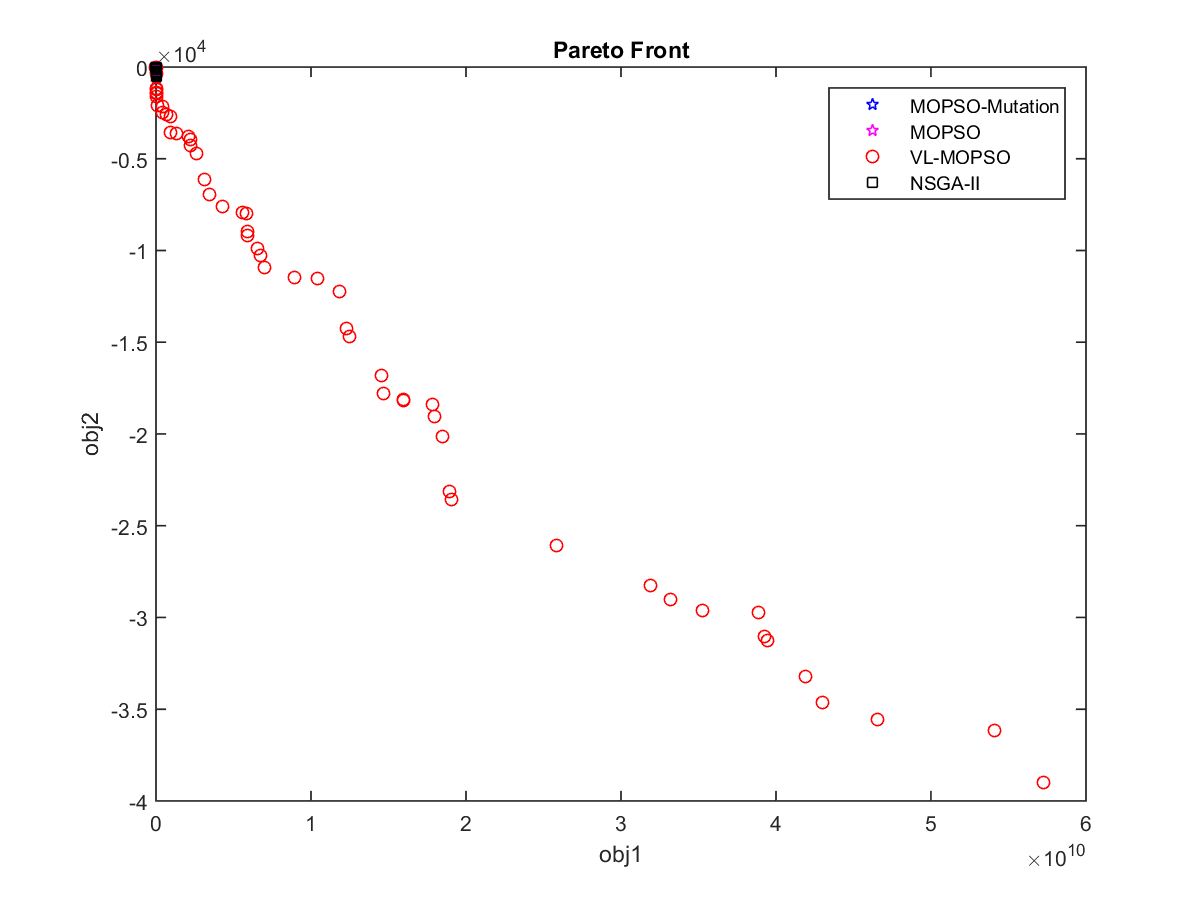 Pareto Front
×10^4
0
-0.5
-1
-1.5
-2
-2.5
-3
-3.5
-4
obj2
MOPSO-Mutation
MOPSO
VL-MOPSO
NSGA-II
0 1 2 3 4 5 6
obj1
×10^10